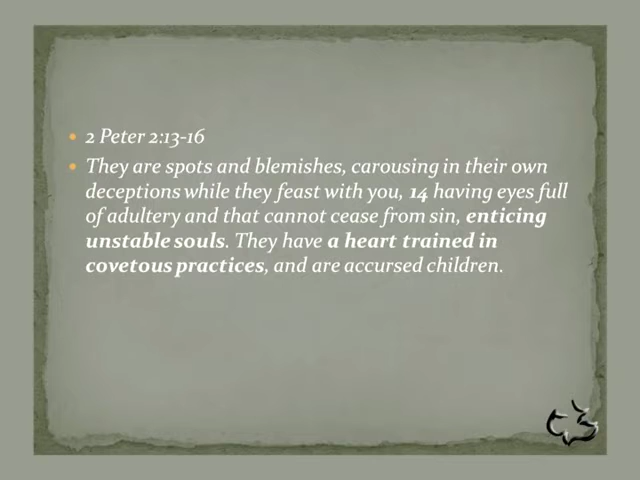 2 Peter 2:13-16
They are spots and blemishes, carousing in their own
deceptions while they feast with you, 14 having eyes full
of adultery and that cannot cease from sin, enticing
unstable souls. They have a heart trained in
covetous practices, and are accursed children.